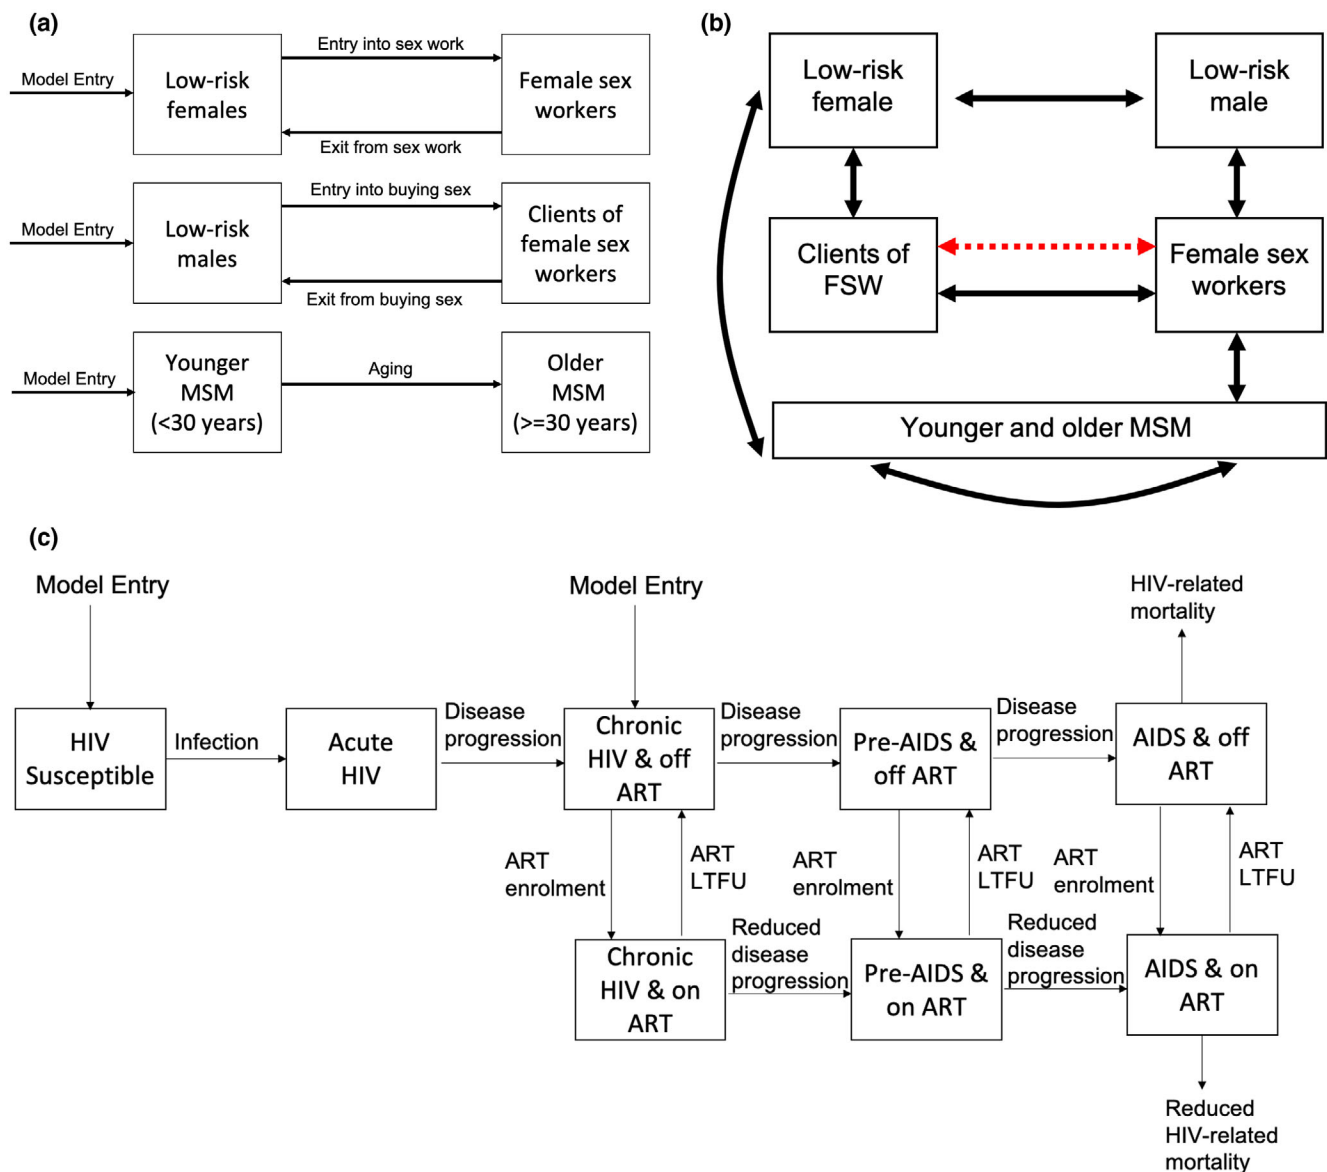 (a)
Model Entry
Low-risk
females
Entry into sex work
Exit from sex work
Female sex
workers
Model Entry
Low-risk
males
Entry into buying sex
Exit from buying sex
Clients of
female sex
workers
Model Entry
Younger
MSM
(<30 years)
Aging
Older
MSM
(>=30 years)
(b)
Low-risk
female
Low-risk
male
Clients of
FSW
Female sex
workers
Younger and older MSM
(c)
Model Entry
Model Entry
HIV-related
mortality
HIV
Susceptible
Infection
Acute
HIV
Disease
progression
Chronic
HIV & off
ART
Disease
progression
Pre-AIDS &
off ART
Disease
progression
AIDS & off
ART
ART
enrolment
ART
LTFU
ART
enrolment
ART
LTFU
ART
enrolment
ART
LTFU
Chronic
HIV & on
ART
Reduced
disease
progression
Pre-AIDS &
on ART
Reduced
disease
progression
AIDS & on
ART
Reduced
HIV-related
mortality